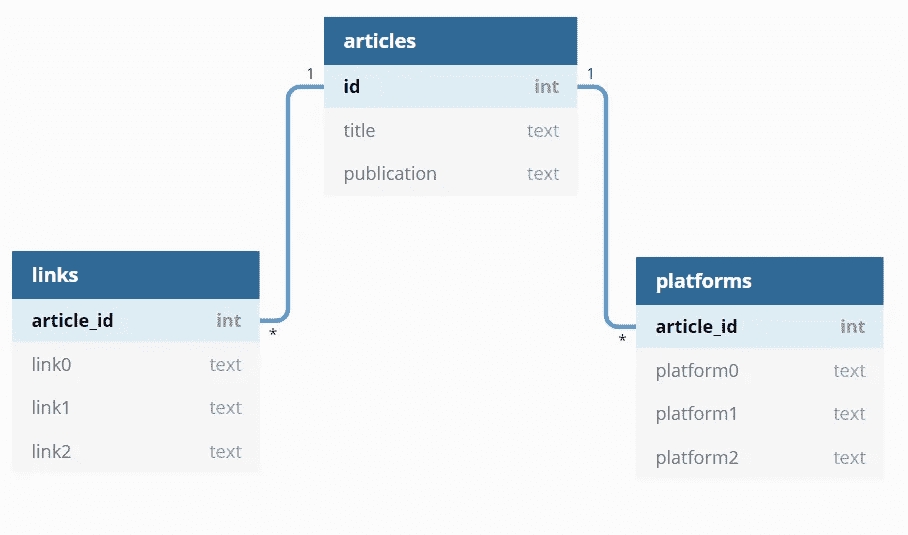 articles
1 id int 1
title text
publication text
links
article_id int
*
link0 text
link1 text
link2 text
platforms
article_id int
*
platform0 text
platform1 text
platform2 text